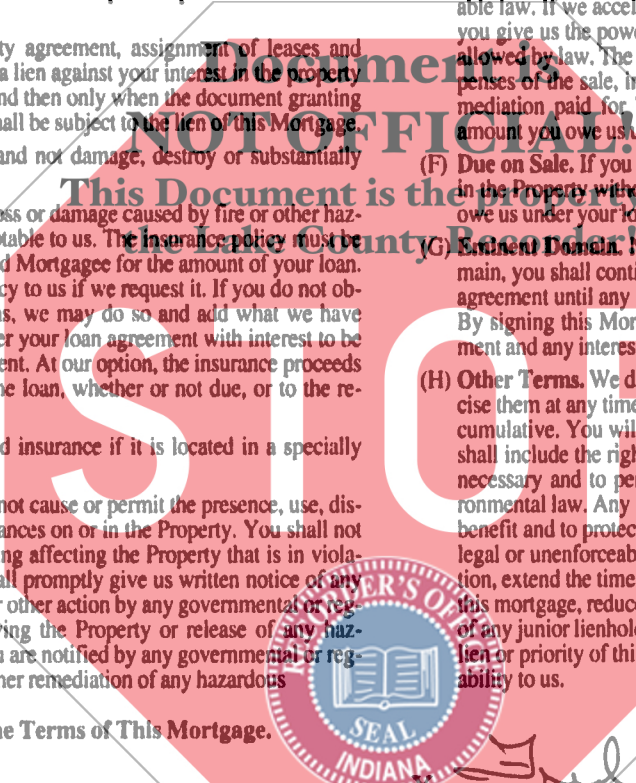 ty agreement, assignment of leases and
a lien against your interest in the property
nd then only when the document granting
all be subject to the lien of this Mortgage.
and not damage, destroy or substantially
ss or damage caused by fire or other haz-
table to us. The insurance policy must be
d Mortgagee for the amount of your loan.
cy to us if we request it. If you do not ob-
s, we may do so and add what we have
er your loan agreement with interest to be
ent. At our option, the insurance proceeds
ne loan, whether or not due, or to the re-
d insurance if it is located in a specially
not cause or permit the presence, use, dis-
ances on or in the Property. You shall not
ng affecting the Property that is in viola-
all promptly give us written notice of any
r other action by any governmental or reg-
ving the Property or release of any haz-
u are notified by any governmental or reg-
her remediation of any hazardous
he Terms of This Mortgage.
able law. If we accel
you give us the powe
allowed by law. The
penses of the sale, in
mediation paid for
amount you owe us u
(F) Due on Sale. If you
in the Property witho
owe us under your lo
(G) Eminent Domain. N
main, you shall conti
agreement until any
By signing this Mor
ment and any interes
(H) Other Terms. We d
cise them at any time
cumulative. You will
shall include the righ
necessary and to per
ronmental law. Any
benefit and to protec
legal or unenforceab
tion, extend the time
this mortgage, reduc
of any junior lienhol
lien or priority of thi
ability to us.
Document is
NOT OFFICIAL!
This Document is the property
the Lake County Recorder!
STOP
RECORDER'S OFFICE
SEAL
INDIANA